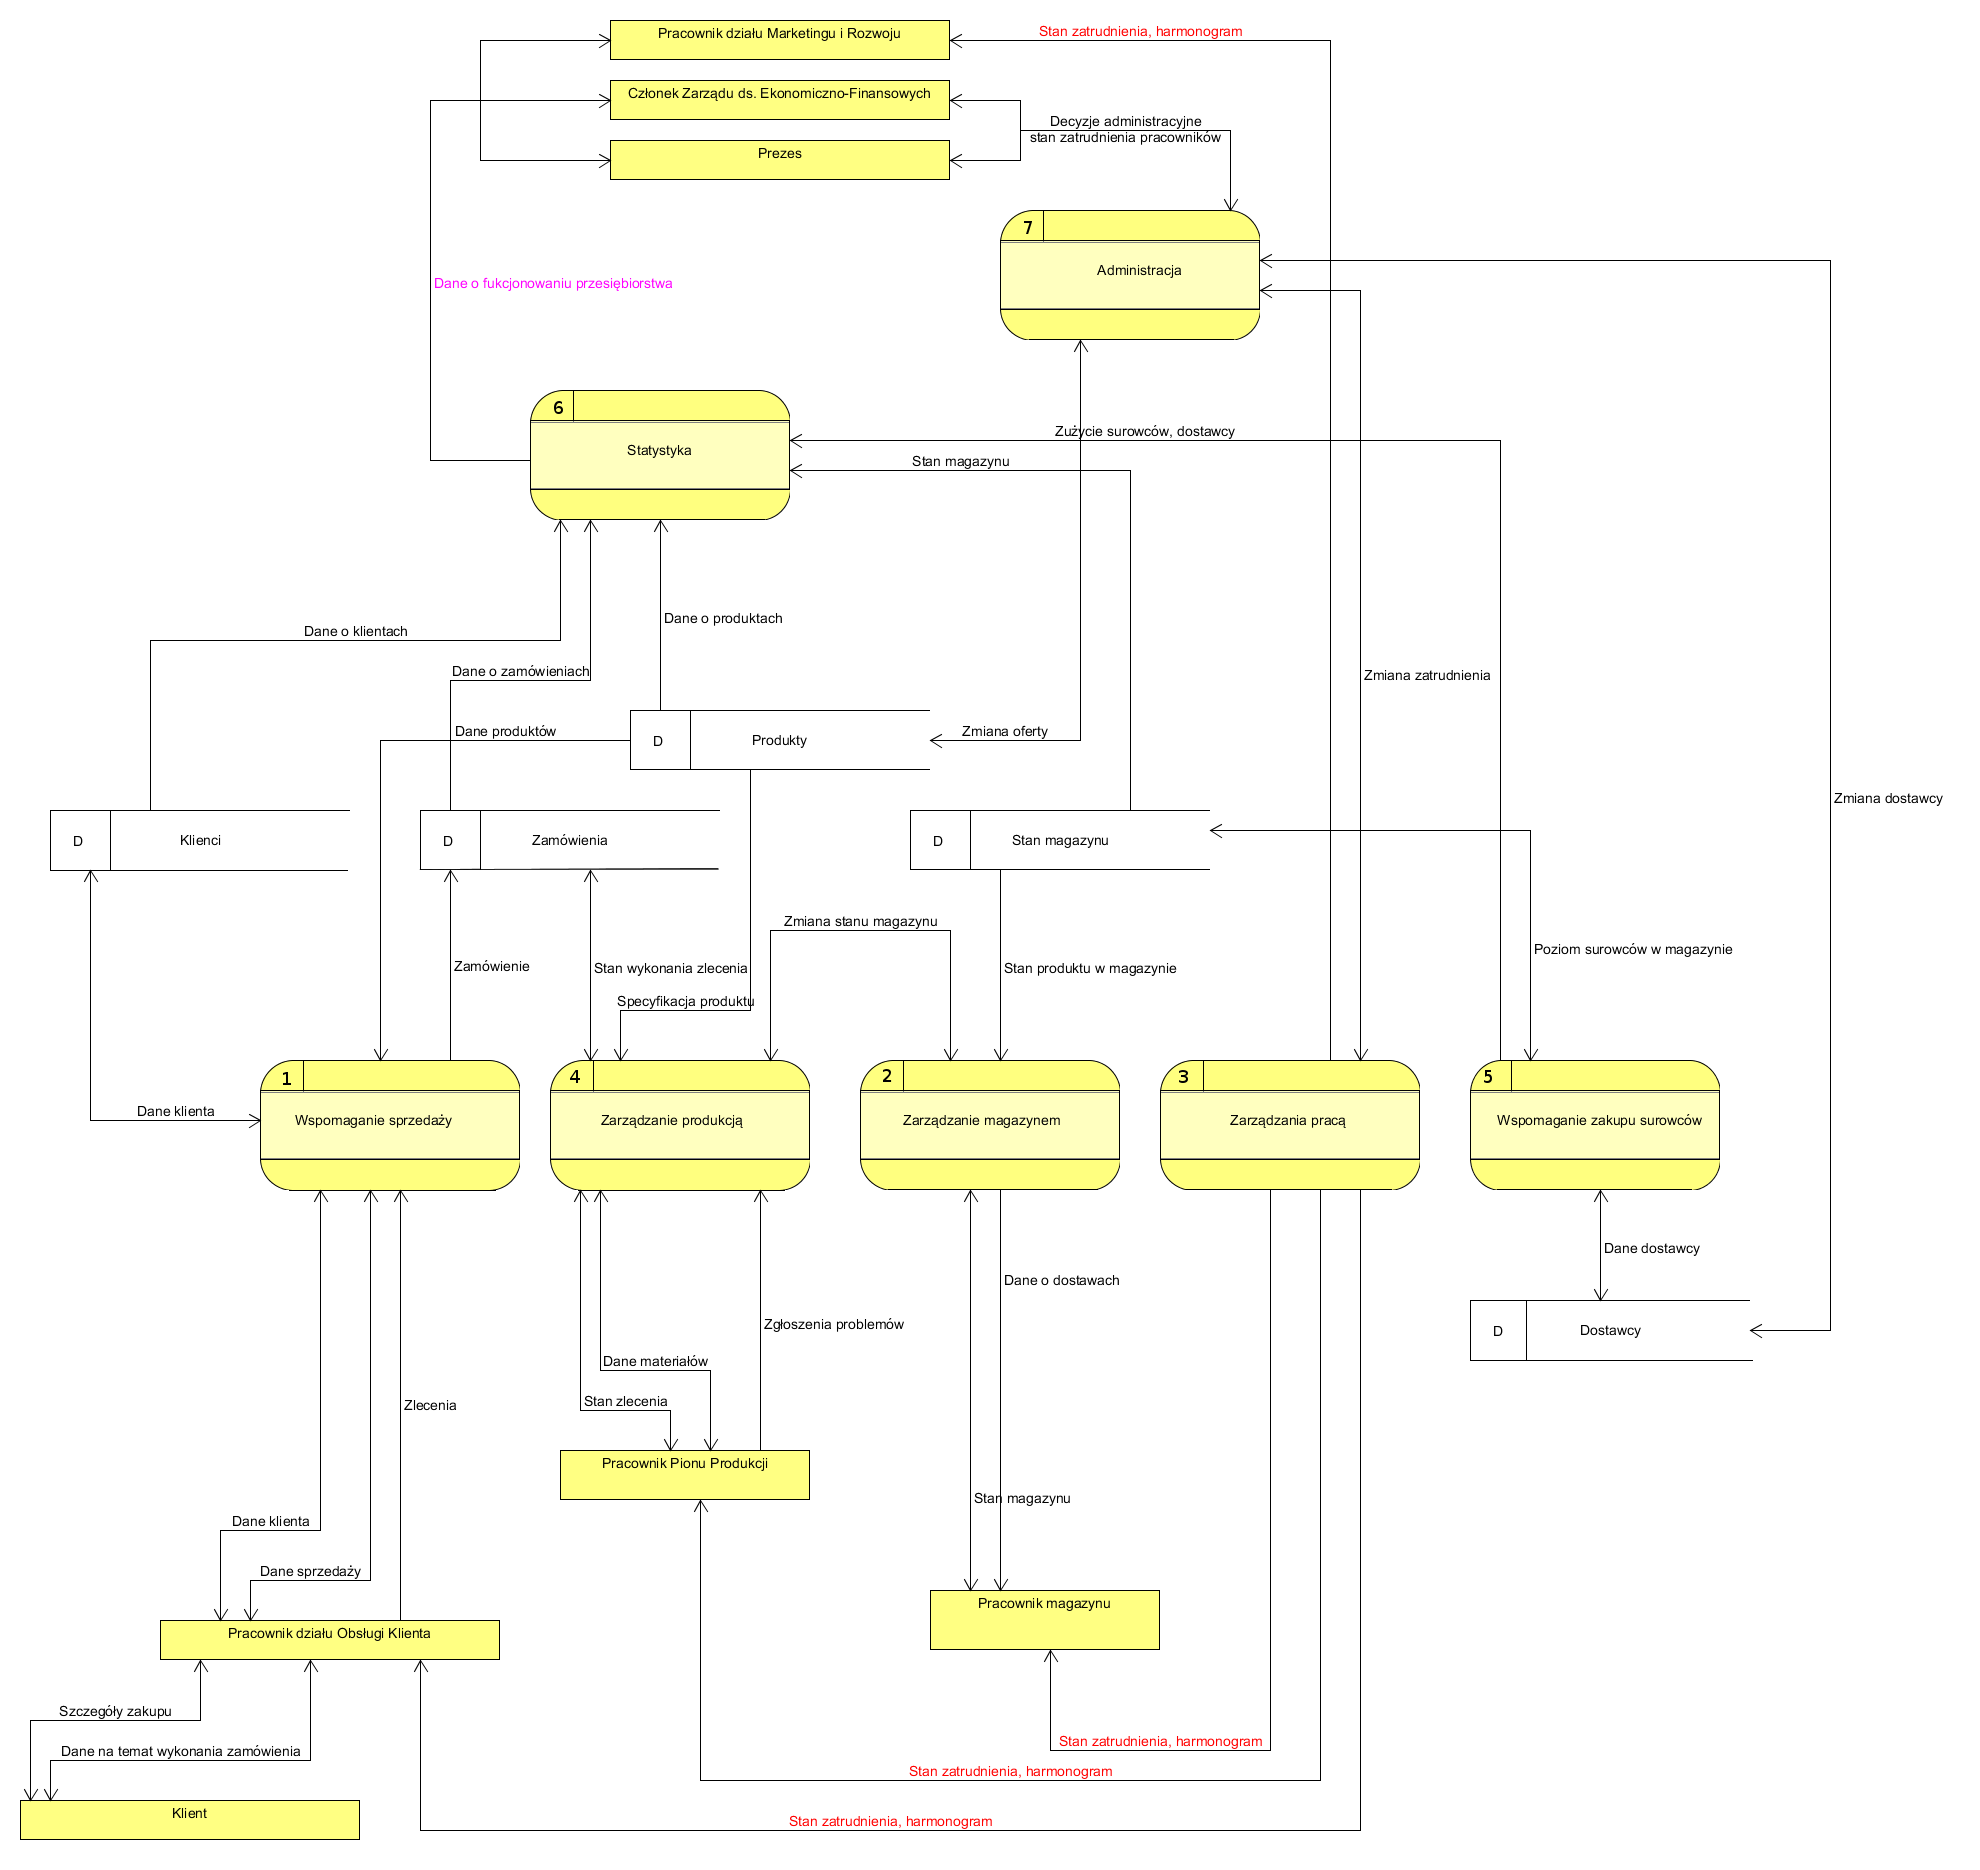 Pracownik działu Marketingu i Rozwoju
Stan zatrudnienia, harmonogram
Członek Zarządu ds. Ekonomiczno-Finansowych
Decyzje administracyjne
stan zatrudnienia pracowników
Prezes
7
Administracja
Dane o fukcjonowaniu przesiębiorstwa
6
Statystyka
Zużycie surowców, dostawcy
Stan magazynu
Dane o produktach
Dane o klientach
Dane o zamówieniach
Zmiana zatrudnienia
Dane produktów
D
Produkty
Zmiana oferty
Zmiana dostawcy
D
Klienci
D
Zamówienia
D
Stan magazynu
Zmiana stanu magazynu
Poziom surowców w magazynie
Zamówienie
Stan wykonania zlecenia
Stan produktu w magazynie
Specyfikacja produktu
1
Wspomaganie sprzedaży
4
Zarządzanie produkcją
2
Zarządzanie magazynem
3
Zarządzania pracą
5
Wspomaganie zakupu surowców
Dane klienta
Dane dostawcy
Dane o dostawach
Zgłoszenia problemów
D
Dostawcy
Dane materiałów
Stan zlecenia
Zlecenia
Pracownik Pionu Produkcji
Stan magazynu
Dane klienta
Dane sprzedaży
Pracownik magazynu
Pracownik działu Obsługi Klienta
Szczegóły zakupu
Stan zatrudnienia, harmonogram
Dane na temat wykonania zamówienia
Stan zatrudnienia, harmonogram
Klient
Stan zatrudnienia, harmonogram